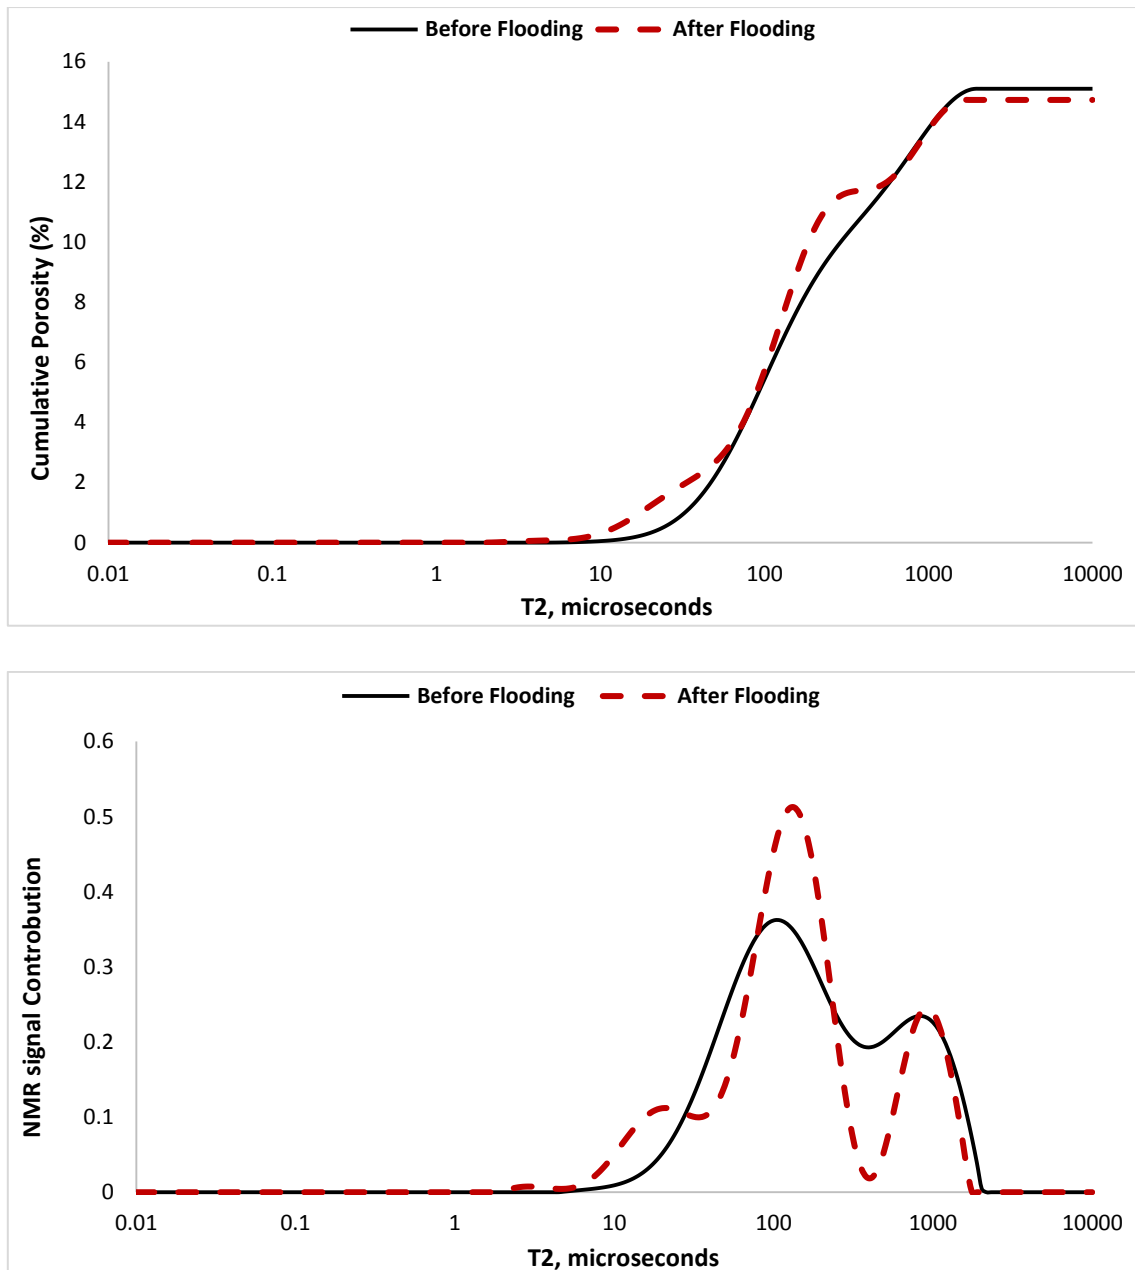 Before Flooding After Flooding
16
14
12
10
8
6
4
2
0
Cumulative Porosity (%)
0.01 0.1 1 10 100 1000 10000
T2, microseconds
Before Flooding After Flooding
0.6
0.5
0.4
0.3
0.2
0.1
0
NMR signal Controbution
0.01 0.1 1 10 100 1000 10000
T2, microseconds